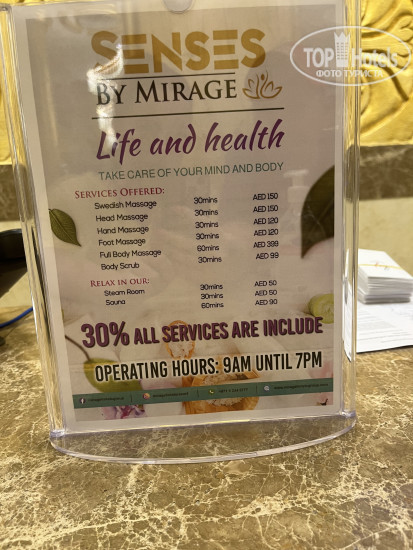 TOPHotels
ФОТО ТУРИСТА
SENSES
BY MIRAGE
Life and health
TAKE CARE OF YOUR MIND AND BODY
SERVICES OFFERED:
Swedish Massage 30mins AED 150
Head Massage 30mins AED 150
Hand Massage 30mins AED 120
Foot Massage 30mins AED 120
Full Body Massage 60mins AED 399
Body Scrub 30mins AED 99
RELAX IN OUR:
Steam Room 30mins AED 50
Sauna 30mins AED 50
60mins AED 90
30% ALL SERVICES ARE INCLUDE
OPERATING HOURS: 9AM UNTIL 7PM